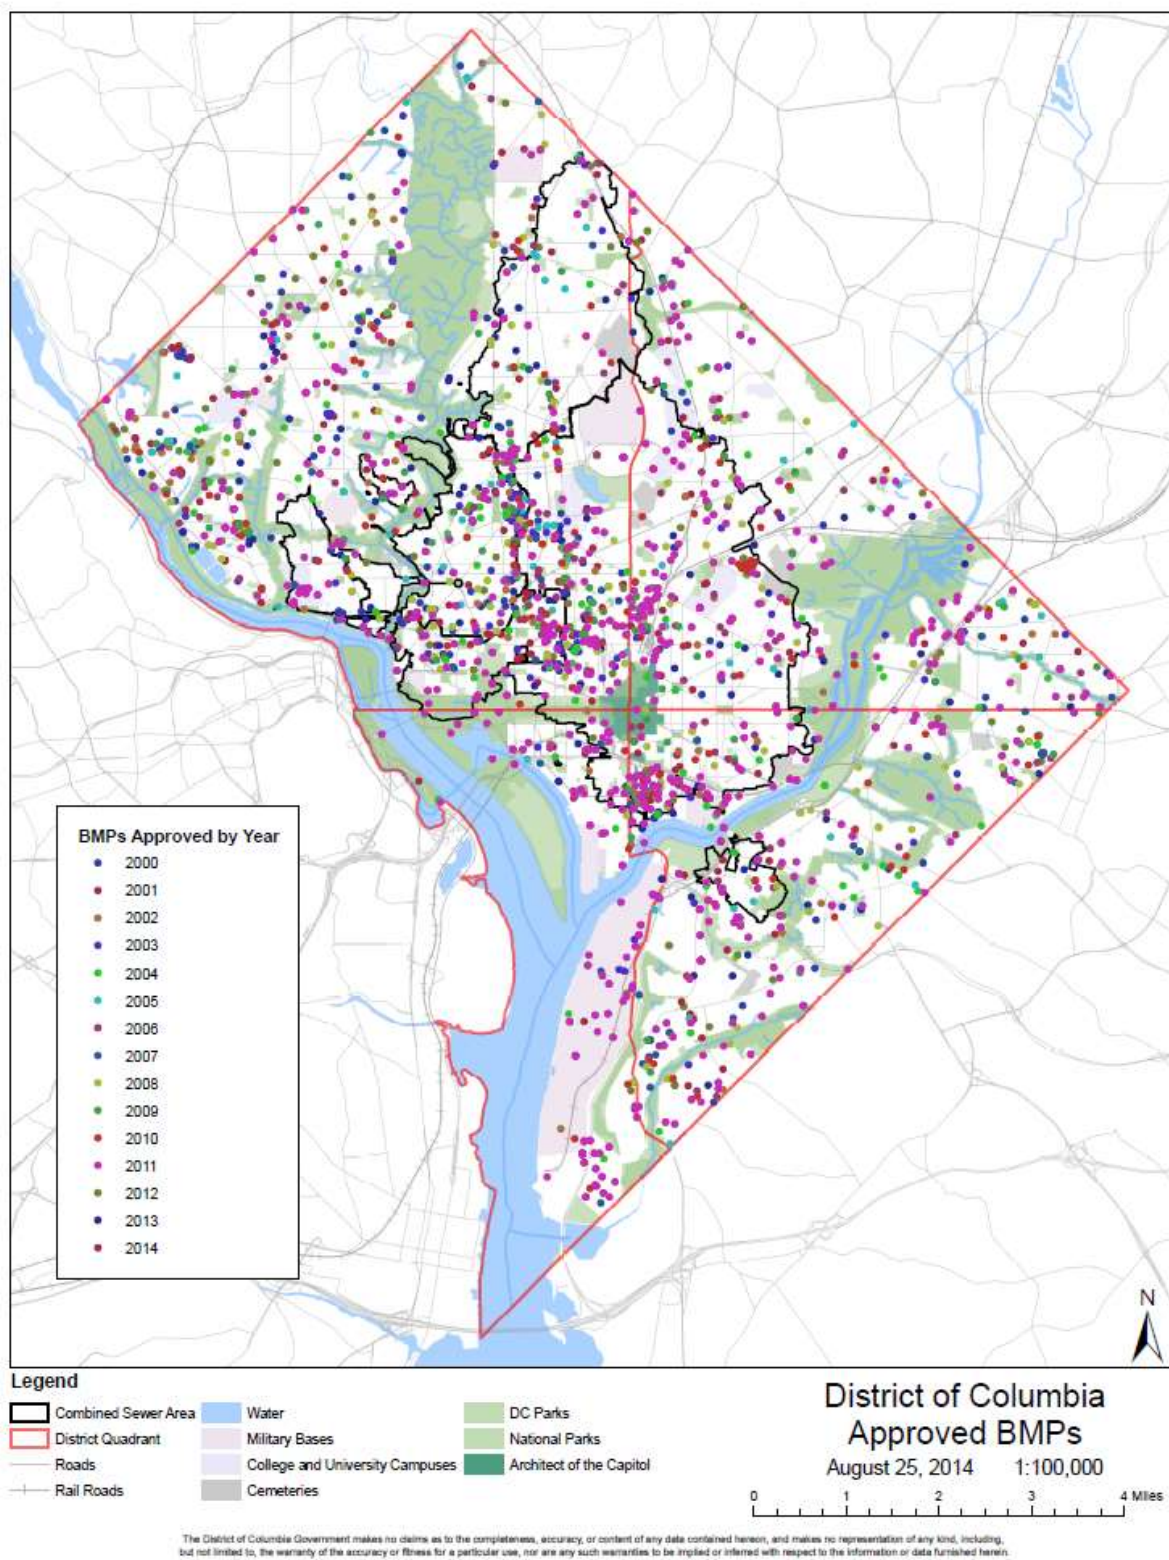 BMPs Approved by Year
2000
2001
2002
2003
2004
2005
2006
2007
2008
2009
2010
2011
2012
2013
2014
N
Legend
Combined Sewer Area
District Quadrant
Roads
Rail Roads
Water
Military Bases
College and University Campuses
Cemeteries
DC Parks
National Parks
Architect of the Capitol
District of Columbia
Approved BMPs
August 25, 2014 1:100,000
0 1 2 3 4 Miles
The District of Columbia Government makes no claims as to the completeness, accuracy, or content of any data contained hereon, and makes no representation of any kind, including,
but not limited to, the warranty of the accuracy or fitness for a particular use, nor are any such warranties to be implied or inferred with respect to the information or data furnished herein.